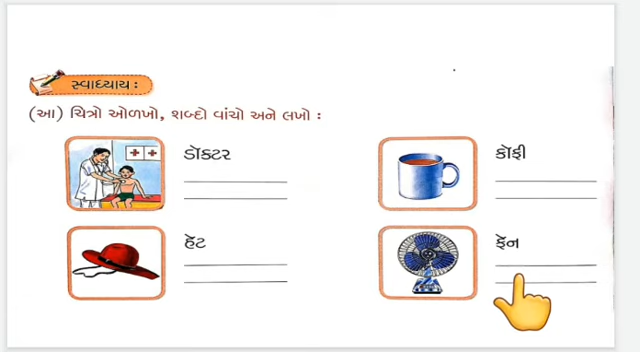 સ્વાધ્યાય :
(આ) ચિત્રો ઓળખો, શબ્દો વાંચો અને લખો :
ડૉક્ટર
કૉફી
હૅટ
ફૅન